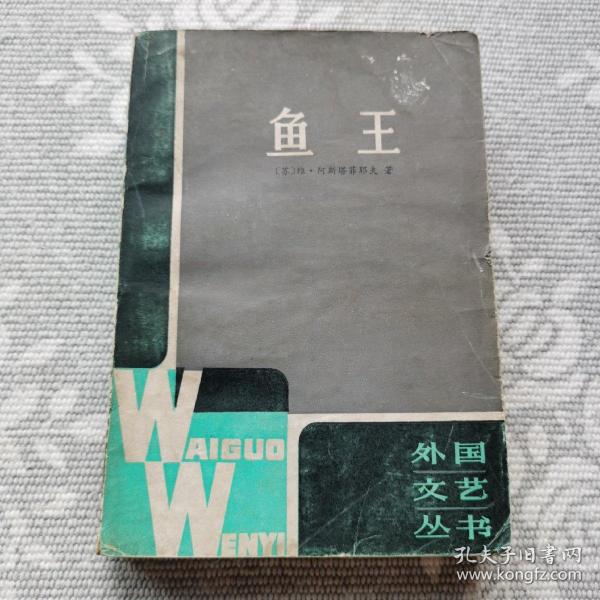 鱼王
〔苏〕维·阿斯塔菲耶夫 著
WAIGUO
WENYI
外国
文艺
丛书
孔夫子旧书网
www.kongfz.com